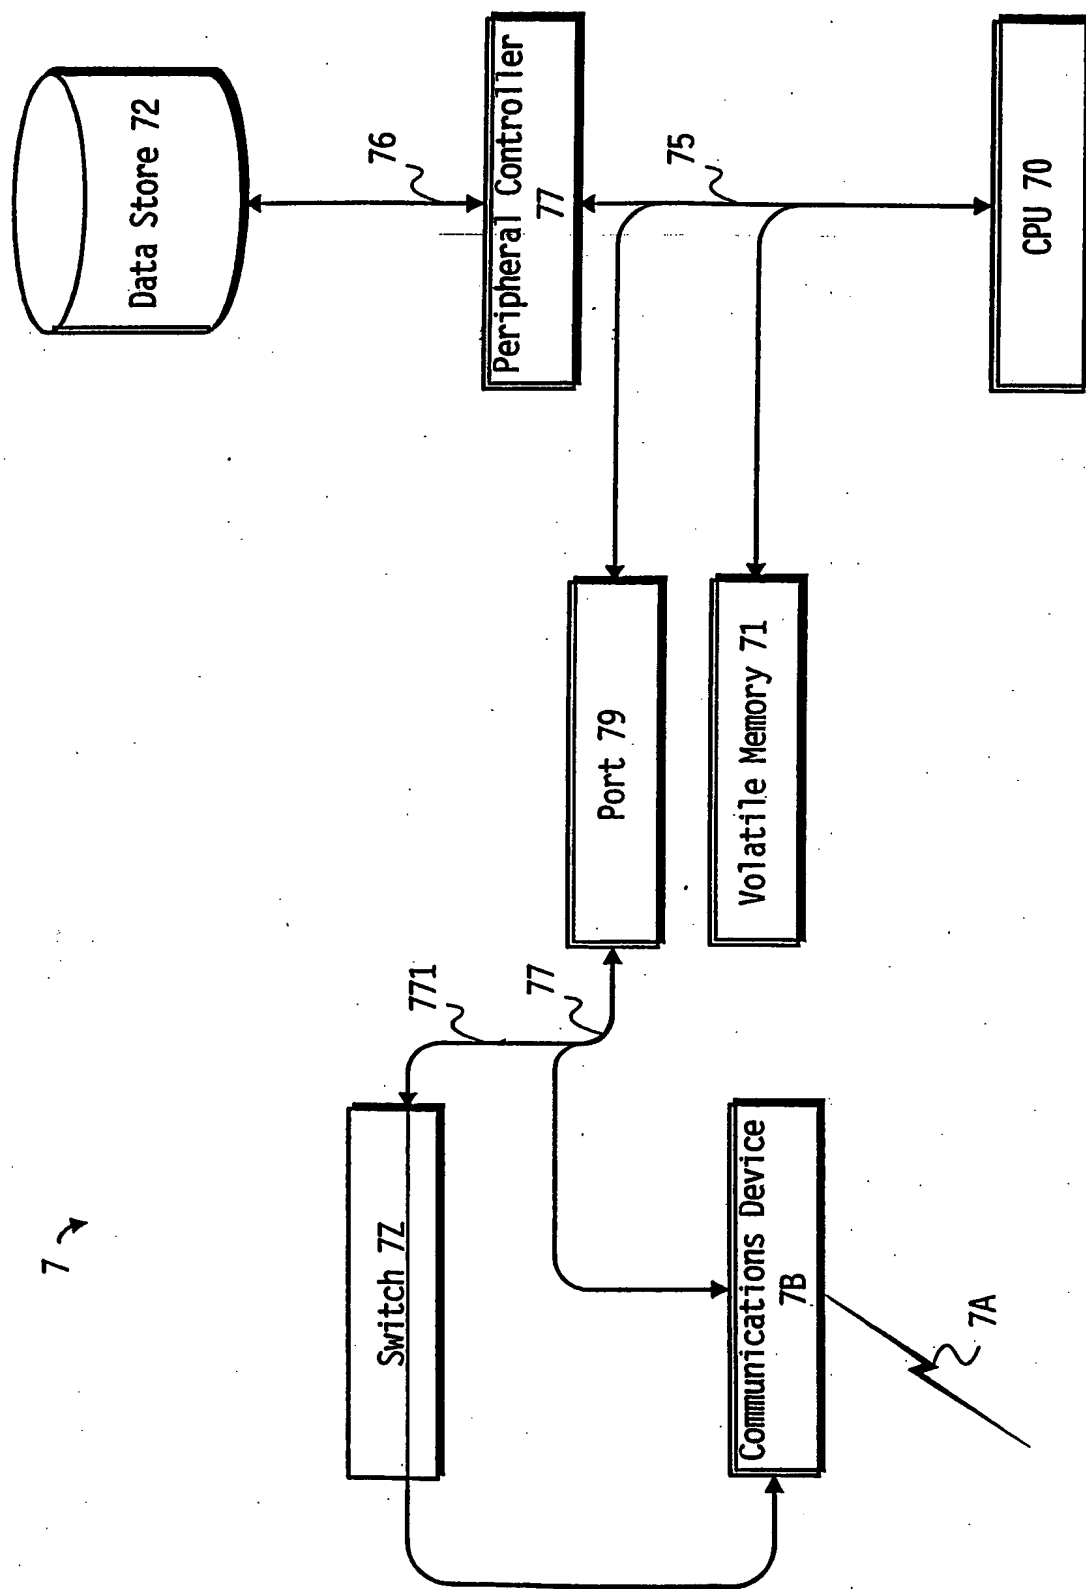 7
Switch 7Z
771
77
Communications Device
7B
7A
Port 79
Volatile Memory 71
Data Store 72
76
Peripheral Controller
77
75
CPU 70